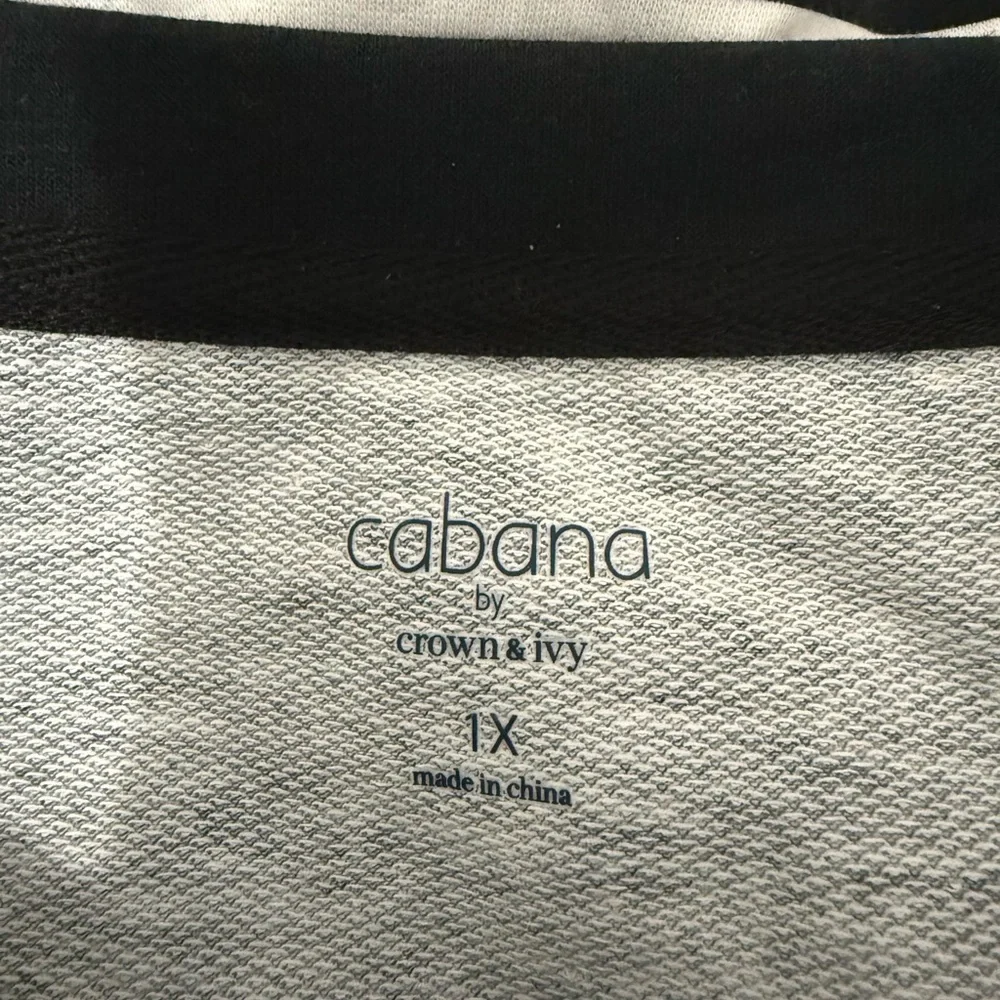 cabana
by
crown & ivy
1X
made in china